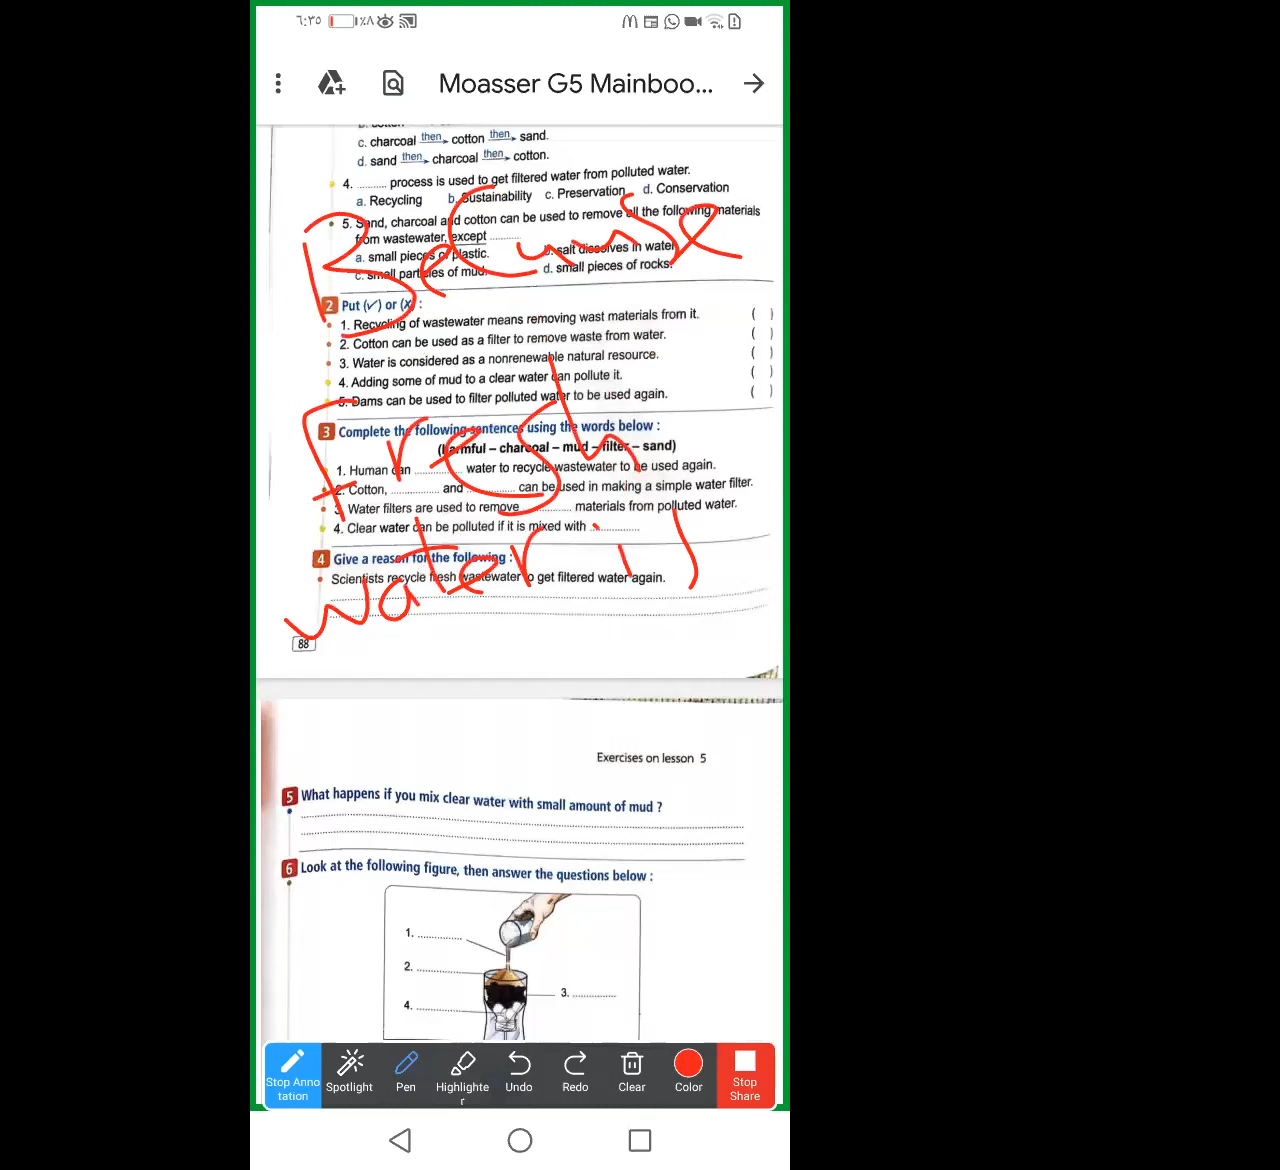 ٦:٣٥ ٪٨
Moasser G5 Mainboo...
c. charcoal then cotton then sand.
d. sand then charcoal then cotton.
4. .......... process is used to get filtered water from polluted water.
a. Recycling b. Sustainability c. Preservation d. Conservation
5. Sand, charcoal and cotton can be used to remove all the following materials
from wastewater, except ..........
a. small pieces of plastic. b. salt dissolves in water.
c. small particles of mud. d. small pieces of rocks.
Becuse
2 Put (✓) or (x) :
1. Recycling of wastewater means removing wast materials from it. ( )
2. Cotton can be used as a filter to remove waste from water. ( )
3. Water is considered as a nonrenewable natural resource. ( )
4. Adding some of mud to a clear water can pollute it. ( )
5. Dams can be used to filter polluted water to be used again. ( )
3 Complete the following sentences using the words below :
(harmful – charcoal – mud – filter – sand)
1. Human can .......... water to recycle wastewater to be used again.
2. Cotton, .......... and .......... can be used in making a simple water filter.
Fresh
3. Water filters are used to remove .......... materials from polluted water.
4. Clear water can be polluted if it is mixed with ..........
4 Give a reason for the following :
Scientists recycle fresh wastewater to get filtered water again.
water
88
Exercises on lesson 5
5 What happens if you mix clear water with small amount of mud ?
6 Look at the following figure, then answer the questions below :
1. ..........
2. ..........
3. ..........
4. ..........
Stop Annotation Spotlight Pen Highlighter Undo Redo Clear Color Stop Share